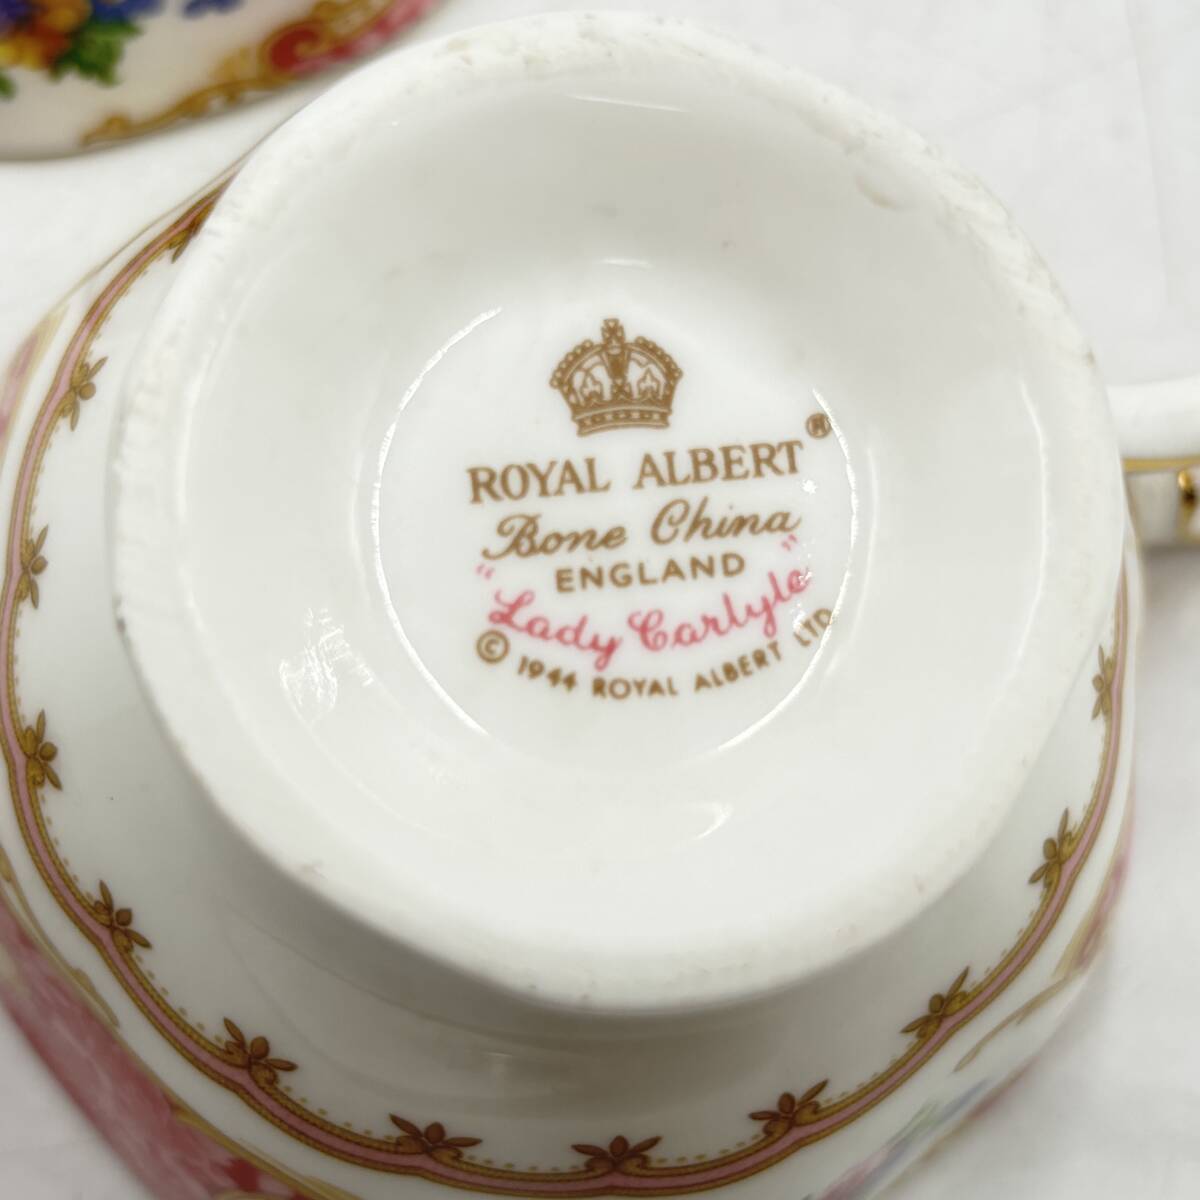 ROYAL ALBERT®
Bone China
ENGLAND
"Lady Carlyle"
© 1944 ROYAL ALBERT LTD